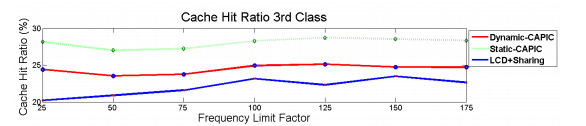 Cache Hit Ratio 3rd Class
Cache Hit Ratio (%)
30
25
20
25 50 75 100 125 150 175
Frequency Limit Factor
Dynamic-CAPIC
Static-CAPIC
LCD+Sharing